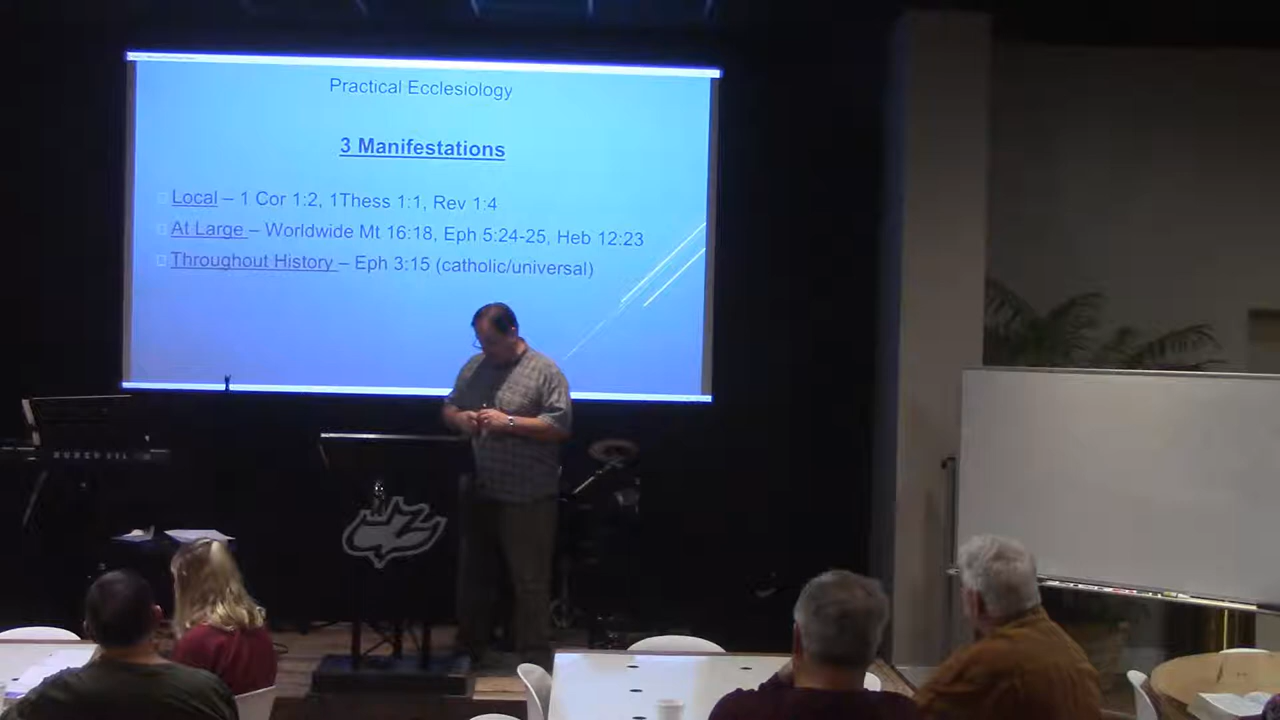 Practical Ecclesiology
3 Manifestations
Local – 1 Cor 1:2, 1Thess 1:1, Rev 1:4
At Large – Worldwide Mt 16:18, Eph 5:24-25, Heb 12:23
Throughout History – Eph 3:15 (catholic/universal)